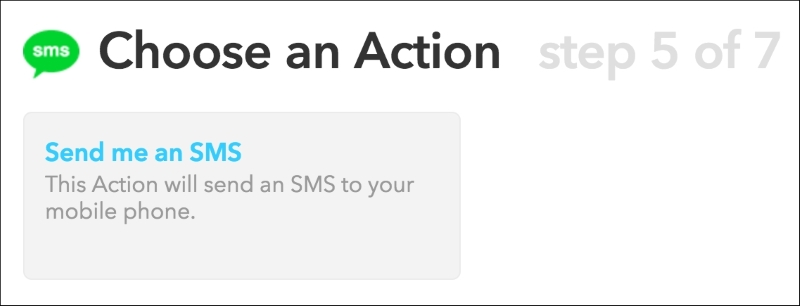 sms Choose an Action step 5 of 7
Send me an SMS
This Action will send an SMS to your
mobile phone.